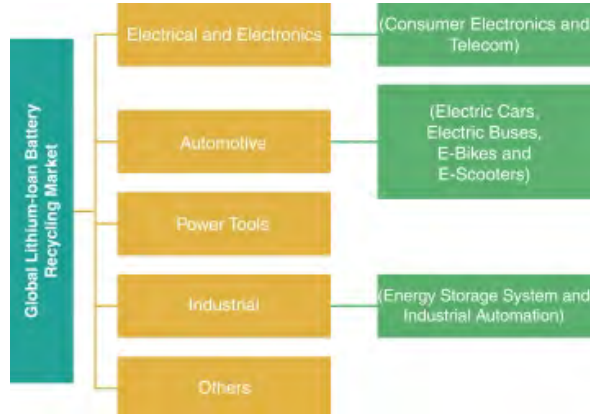 Global Lithium-loan Battery
Recycling Market
Electrical and Electronics
(Consumer Electronics and
Telecom)
Automotive
(Electric Cars,
Electric Buses,
E-Bikes and
E-Scooters)
Power Tools
Industrial
(Energy Storage System and
Industrial Automation)
Others